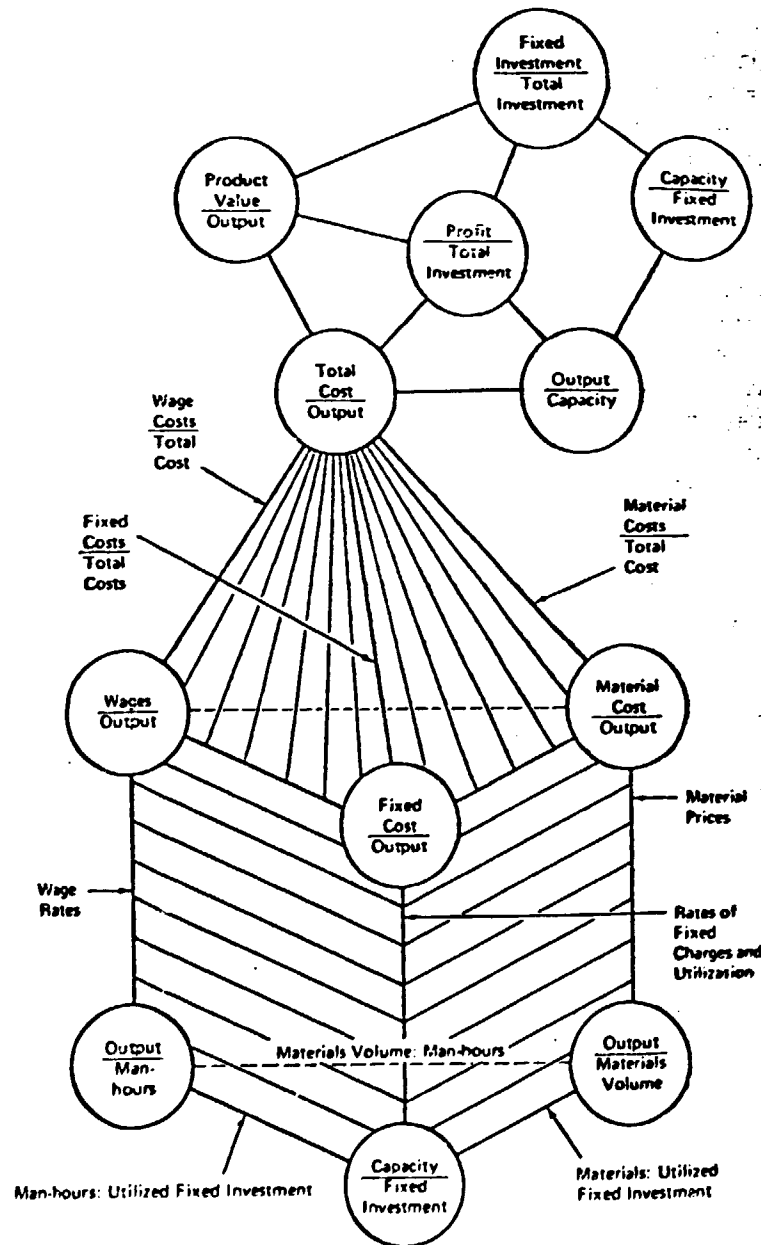 Fixed
Investment
Total
Investment
Product
Value
Output
Capacity
Fixed
Investment
Profit
Total
Investment
Total
Cost
Output
Output
Capacity
Wage
Costs
Total
Cost
Fixed
Costs
Total
Costs
Material
Costs
Total
Cost
Wages
Output
Material
Cost
Output
Fixed
Cost
Output
Material
Prices
Wage
Rates
Rates of
Fixed
Charges and
Utilization
Output
Man-
hours
Materials Volume: Man-hours
Output
Materials
Volume
Capacity
Fixed
Investment
Man-hours: Utilized Fixed Investment
Materials: Utilized
Fixed Investment